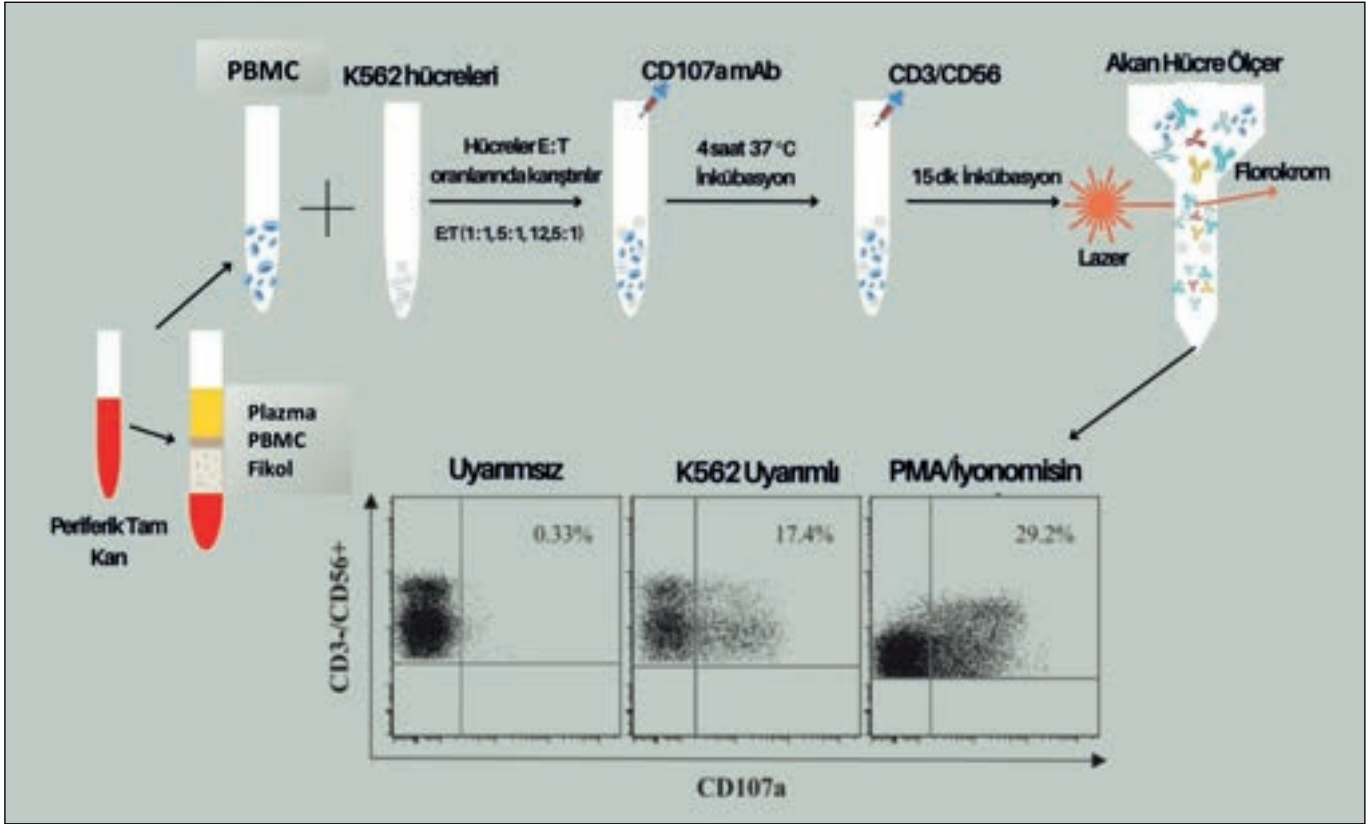 PBMC
K562 hücreleri
CD107a mAb
CD3/CD56
Akan Hücre Ölçer
Hücreler E:T
oranlarında karıştırılır
E:T (1:1, 5:1, 12,5:1)
4 saat 37 °C
İnkübasyon
15 dk İnkübasyon
Florokrom
Lazer
Plazma
PBMC
Fikol
Periferik Tam
Kan
Uyarımsız
K562 Uyarımlı
PMA/İyonomisin
0.33%
17.4%
29.2%
CD3-/CD56+
CD107a